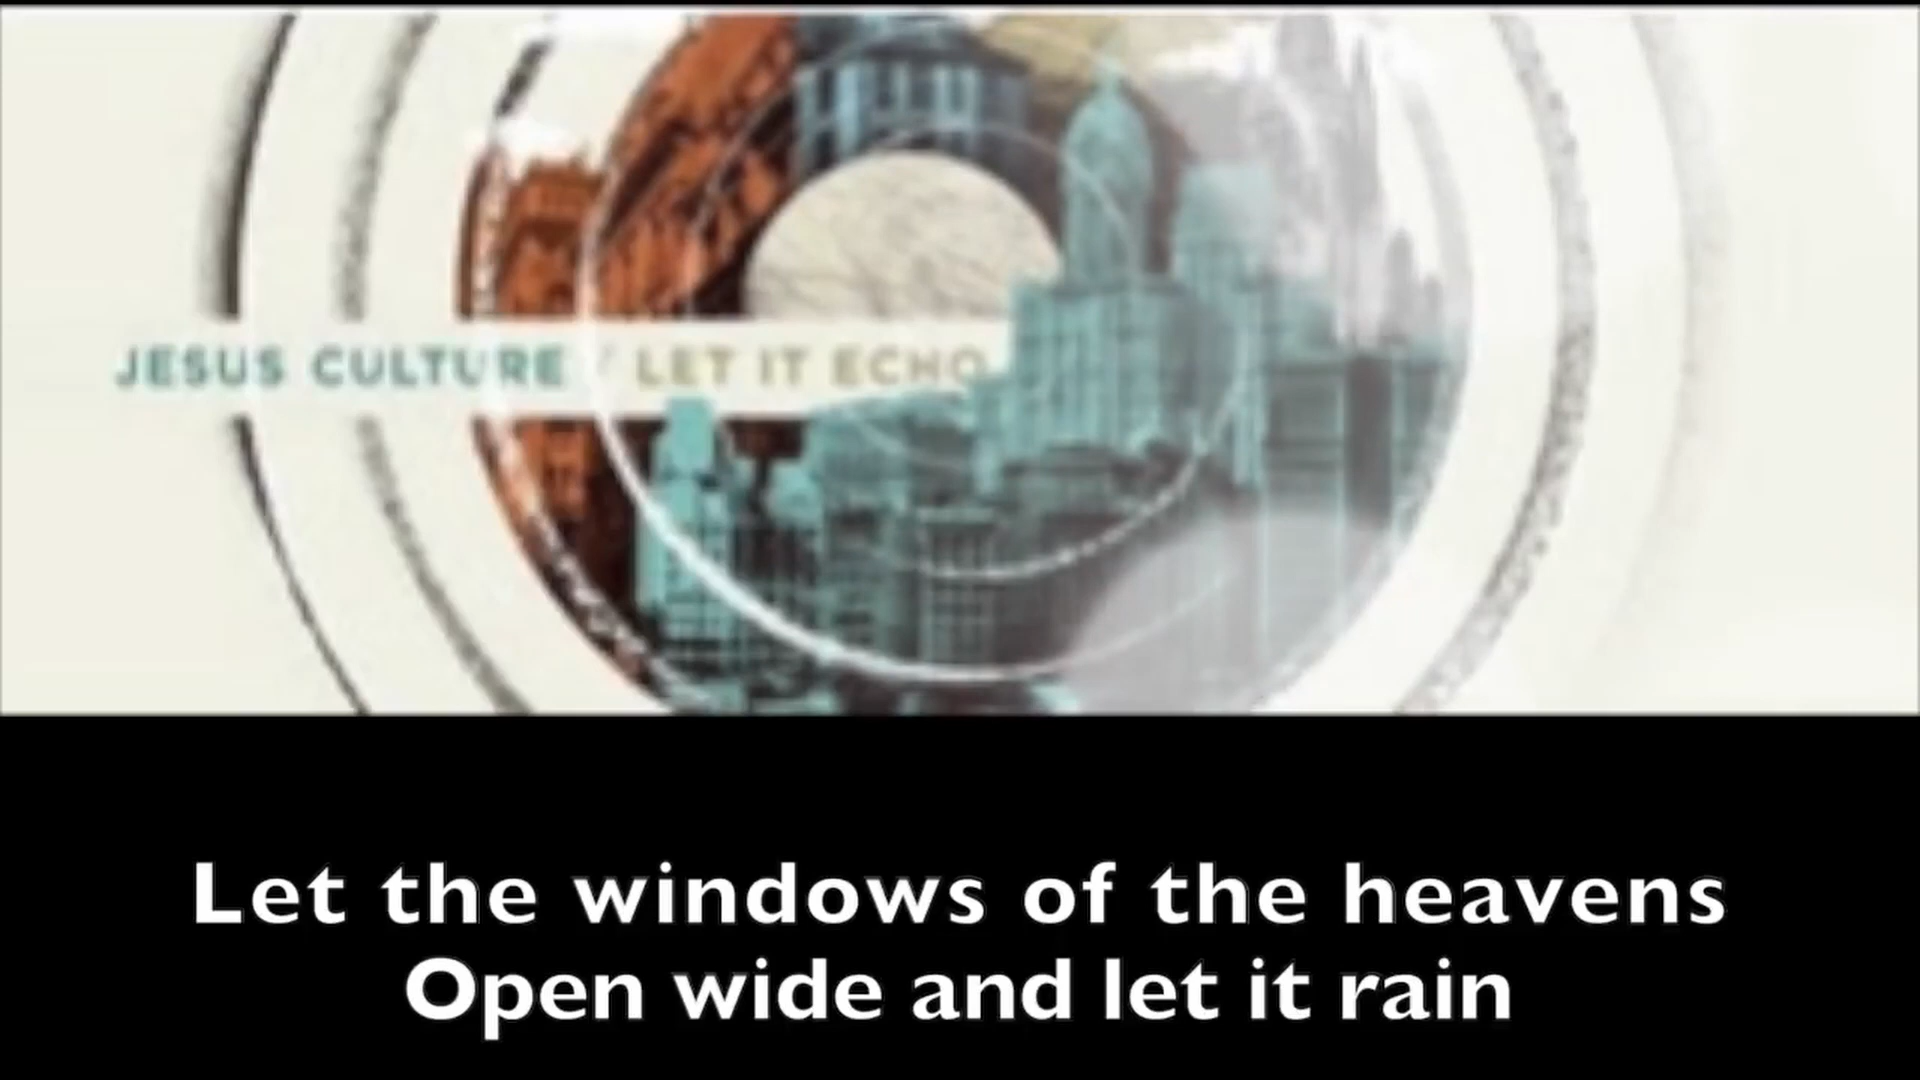 JESUS CULTURE / LET IT ECHO
Let the windows of the heavens
Open wide and let it rain